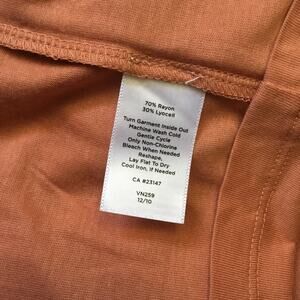 70% Rayon
30% Lyocell
Turn Garment Inside Out
Machine Wash Cold
Gentle Cycle
Only Non-Chlorine
Bleach When Needed
Reshape,
Lay Flat To Dry
Cool Iron, If Needed
CA #23147
VN259
12/10